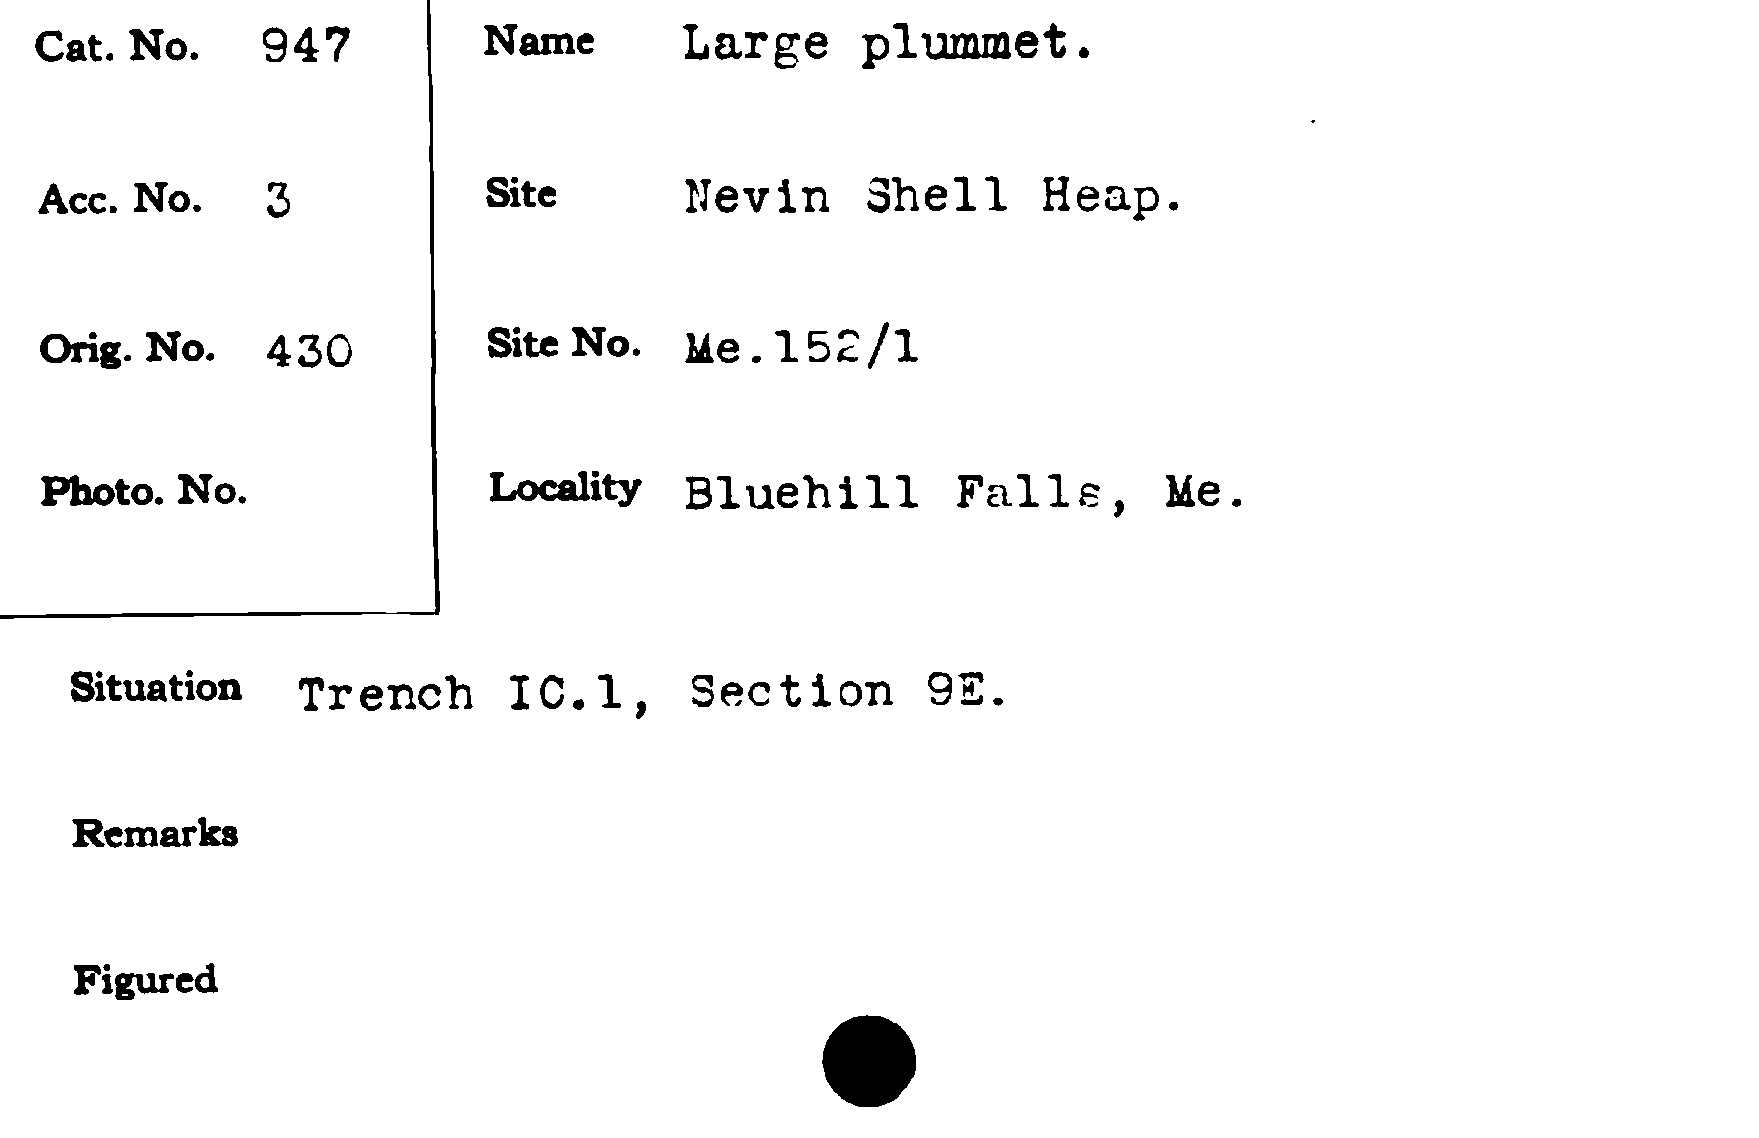 Cat. No. 947
Name Large plummet.
Acc. No. 3
Site Nevin Shell Heap.
Orig. No. 430
Site No. Me.152/1
Photo. No.
Locality Bluehill Falls, Me.
Situation Trench IC.1, Section 9E.
Remarks
Figured